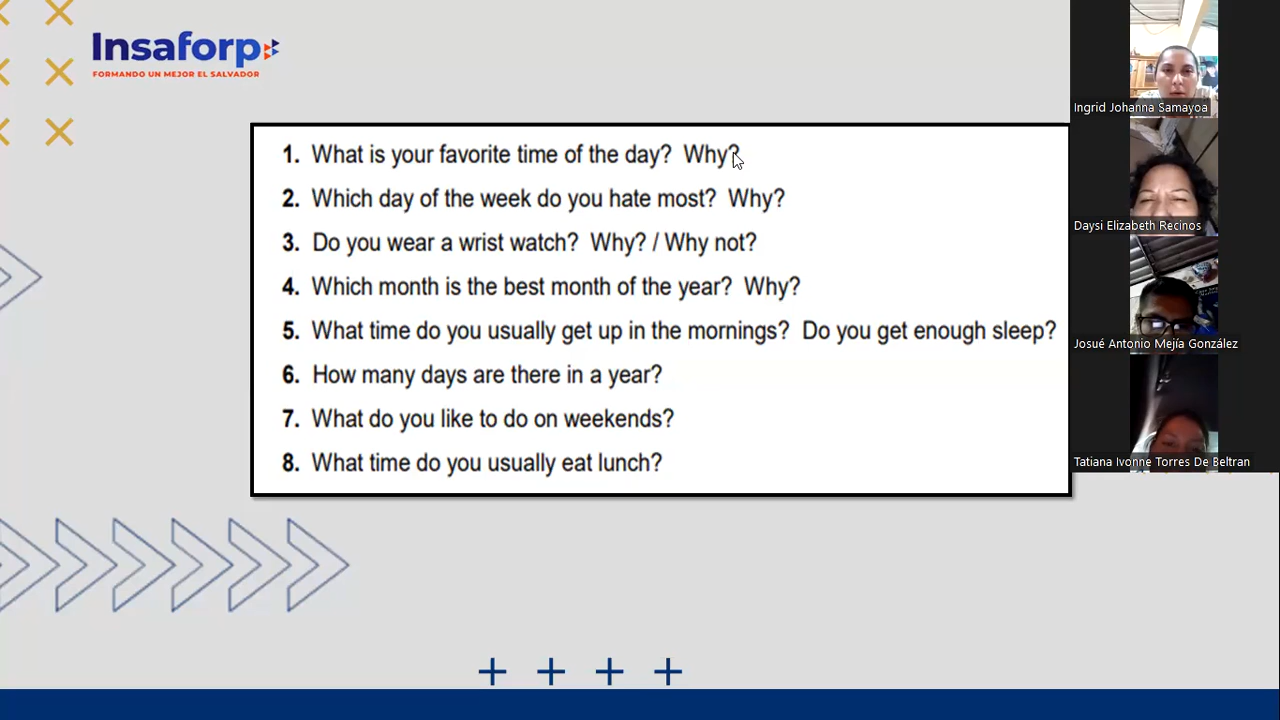 Insaforp
FORMANDO UN MEJOR EL SALVADOR
1. What is your favorite time of the day? Why?
2. Which day of the week do you hate most? Why?
3. Do you wear a wrist watch? Why? / Why not?
4. Which month is the best month of the year? Why?
5. What time do you usually get up in the mornings? Do you get enough sleep?
6. How many days are there in a year?
7. What do you like to do on weekends?
8. What time do you usually eat lunch?
Ingrid Johanna Samayoa
Daysi Elizabeth Recinos
Josué Antonio Mejía González
Tatiana Ivonne Torres De Beltran